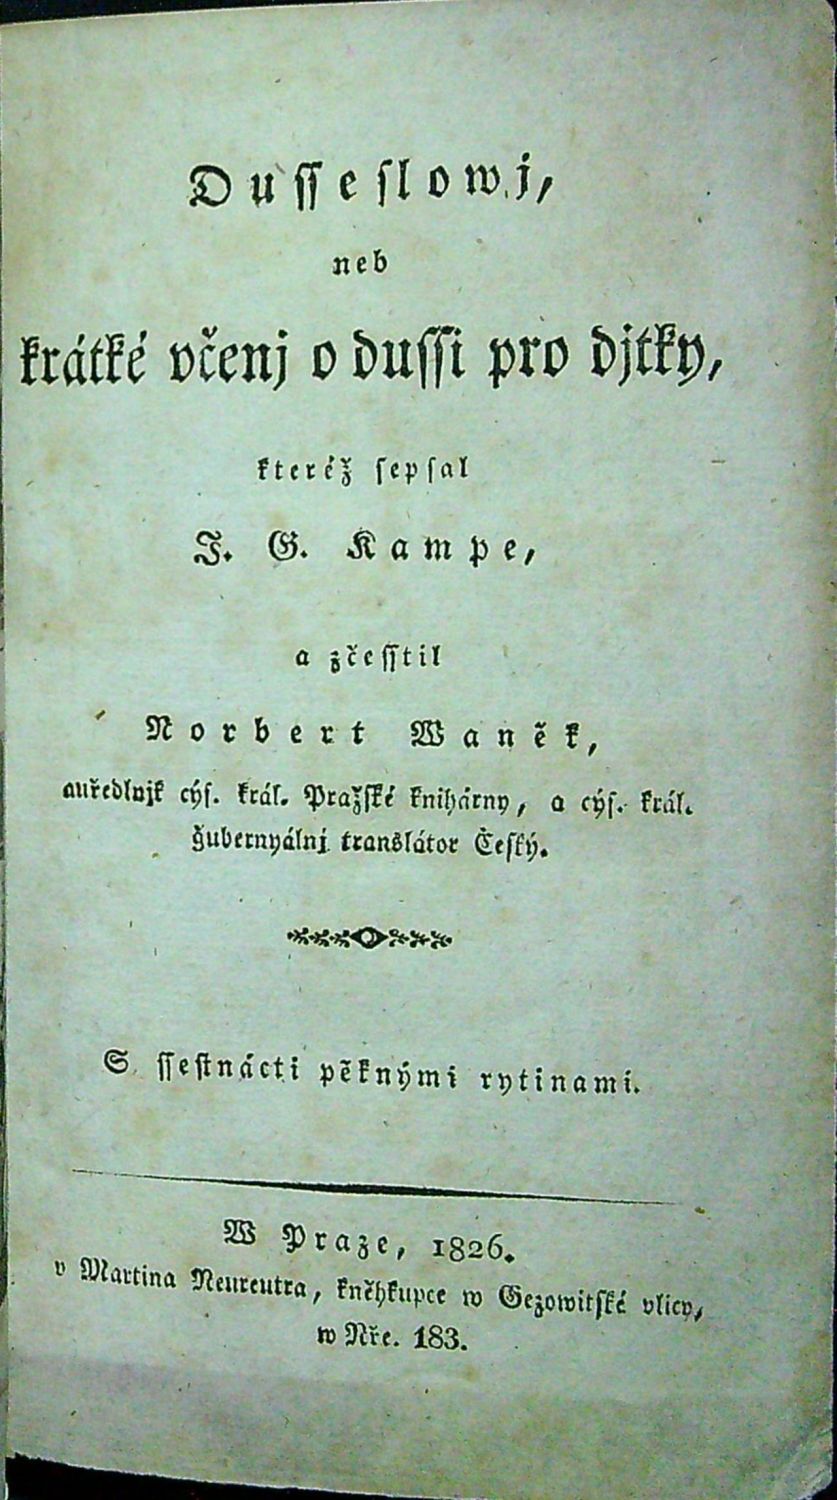 Duſſeſlowj,
neb
krátké včenj o duſſi pro djtky,
kteréž ſepſal
J. G. Kampe,
a zčeſſtil
Norbert Waněk,
auředlnjk cýſ. král. Pražſké knihárny, a cýſ. král.
ǧubernyálnj translátor Čeſký.
S ſſeſtnácti pěknými rytinami.
W Praze, 1826.
v Martina Neureutra, kněhkupce w Gezowitſké vlicy,
w Nře. 183.